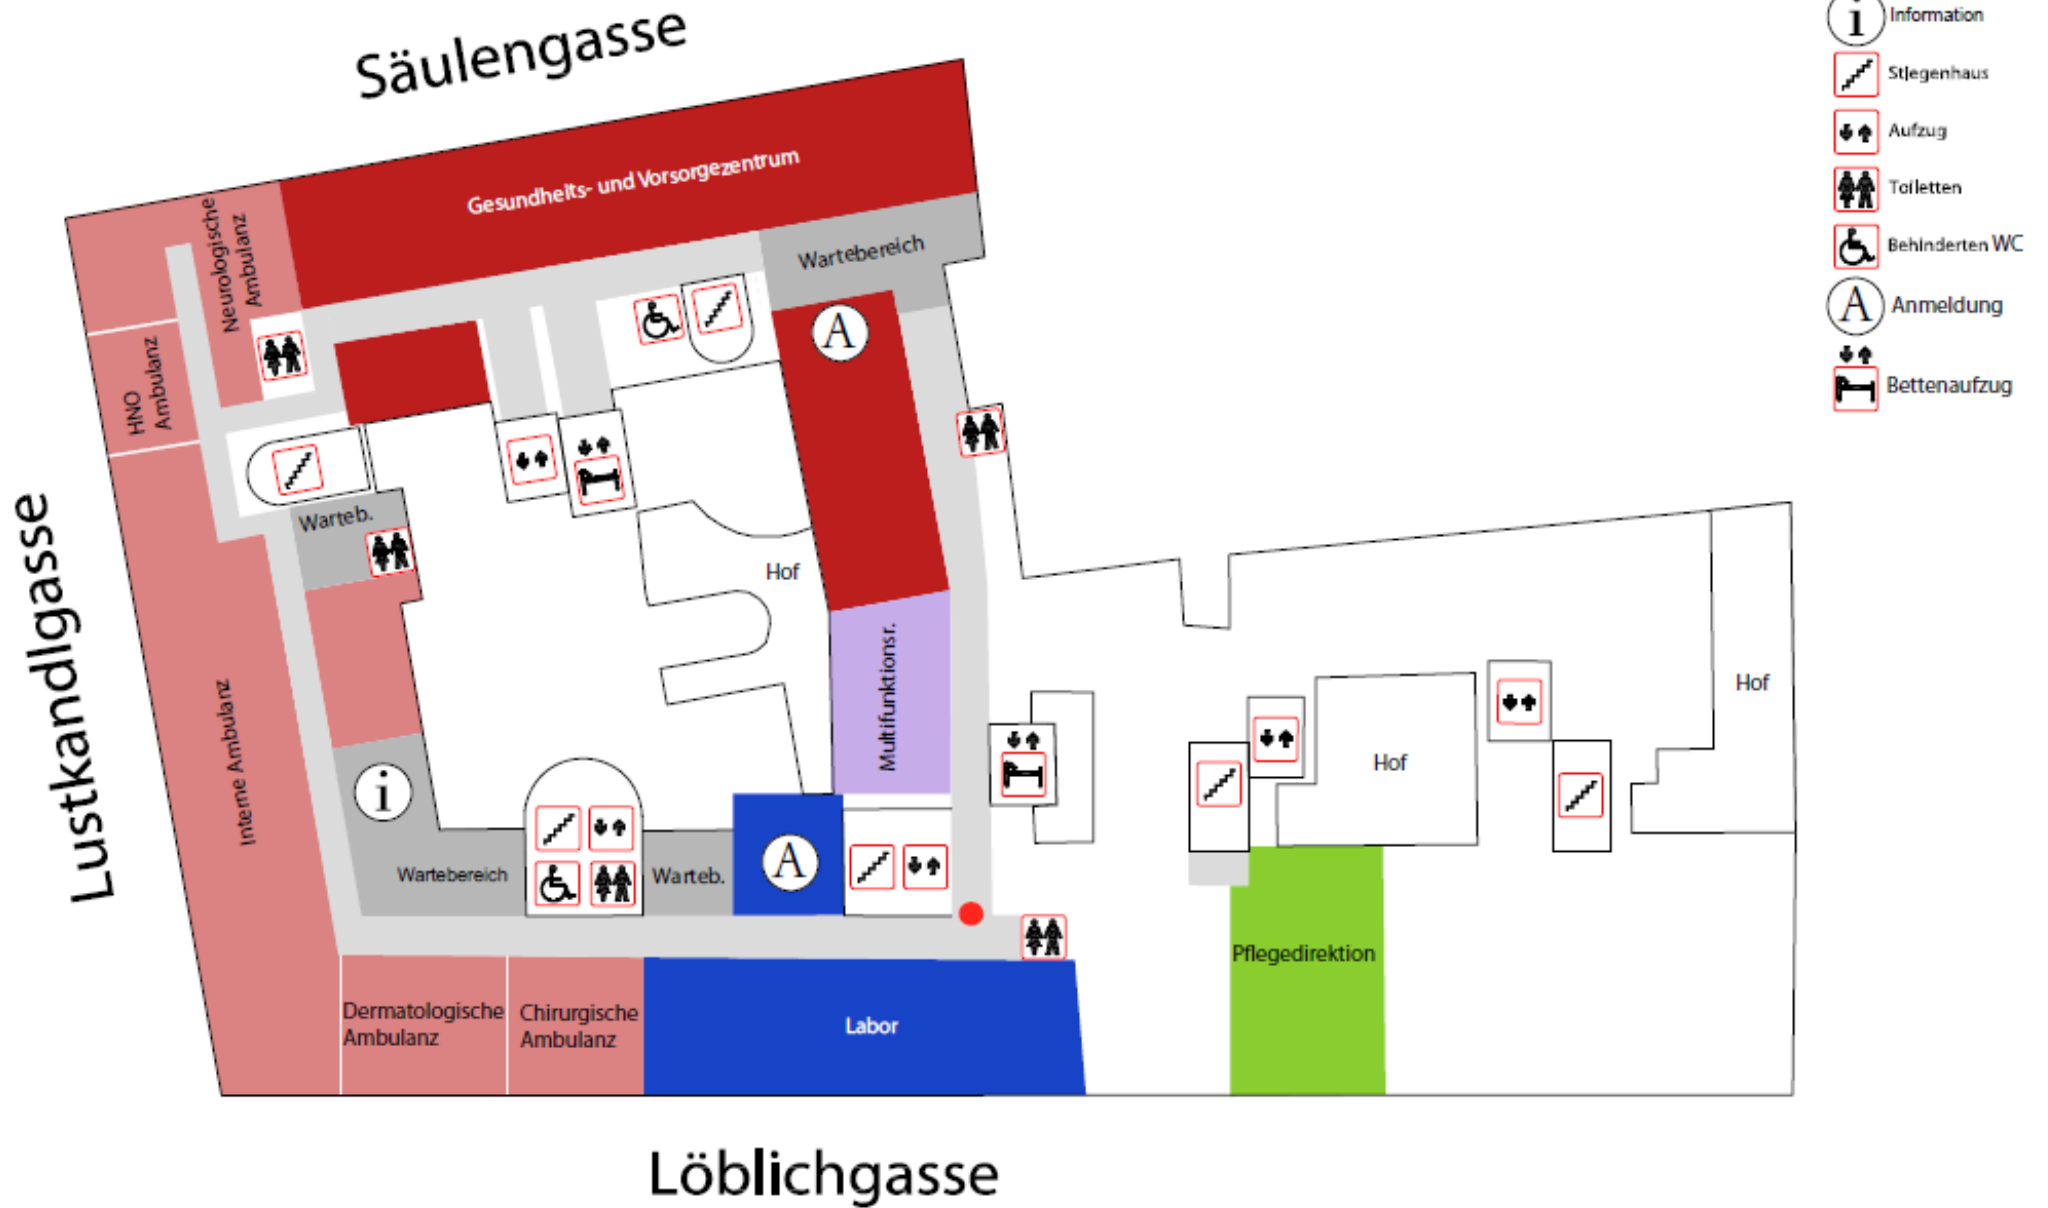 Säulengasse
Lustkandlgasse
Löblichgasse
Gesundheits- und Vorsorgezentrum
Neurologische
Ambulanz
HNO
Ambulanz
Wartebereich
A
Warteb.
Hof
Multifunktionsr.
Interne Ambulanz
i
Wartebereich
Warteb.
A
Dermatologische
Ambulanz
Chirurgische
Ambulanz
Labor
Pflegedirektion
Hof
Hof
i Information
Stiegenhaus
Aufzug
Toiletten
Behinderten WC
A Anmeldung
Bettenaufzug